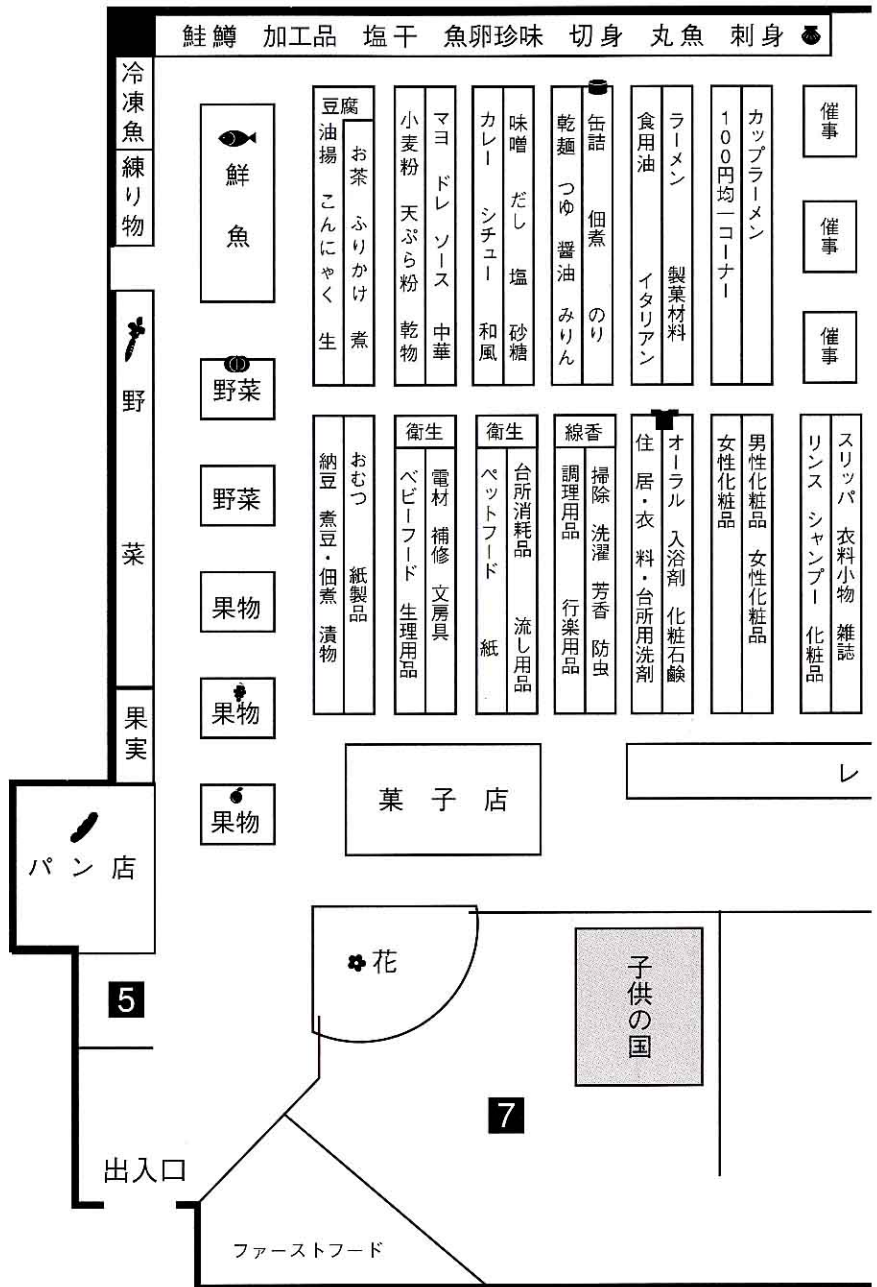 鮭鱒 加工品 塩干 魚卵珍味 切身 丸魚 刺身
冷凍魚
練り物
鮮魚
豆腐
油揚 こんにゃく 生
お茶 ふりかけ 煮
小麦粉 天ぷら粉 乾物
マヨ ドレ ソース 中華
カレー シチュー 和風
味噌 だし 塩 砂糖
乾麺 つゆ 醤油 みりん
缶詰 佃煮 のり
食用油 イタリアン
ラーメン 製菓材料
100円均一コーナー
カップラーメン
催事
催事
催事
野菜
野菜
野菜
果物
果物
果物
果実
納豆 煮豆・佃煮 漬物
おむつ 紙製品
衛生
ベビーフード 生理用品
電材 補修 文房具
衛生
ペットフード 紙
台所消耗品 流し用品
線香
調理用品 行楽用品
掃除 洗濯 芳香 防虫
住居・衣料・台所用洗剤
オーラル 入浴剤 化粧石鹸
女性化粧品
男性化粧品 女性化粧品
リンス シャンプー 化粧品
スリッパ 衣料小物 雑誌
菓子店
レ
パン店
花
子供の国
5
7
出入口
ファーストフード